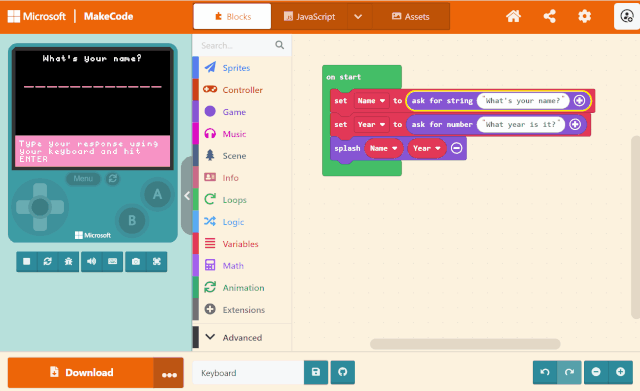 Microsoft MakeCode Blocks JavaScript Assets
What's your name?
Type your response using
your keyboard and hit
ENTER
Menu
A
B
Microsoft
Search...
Sprites
Controller
Game
Music
Scene
Info
Loops
Logic
Variables
Math
Animation
Extensions
Advanced
on start
set Name to ask for string "What's your name?"
set Year to ask for number "What year is it?"
splash Name Year
Download
Keyboard